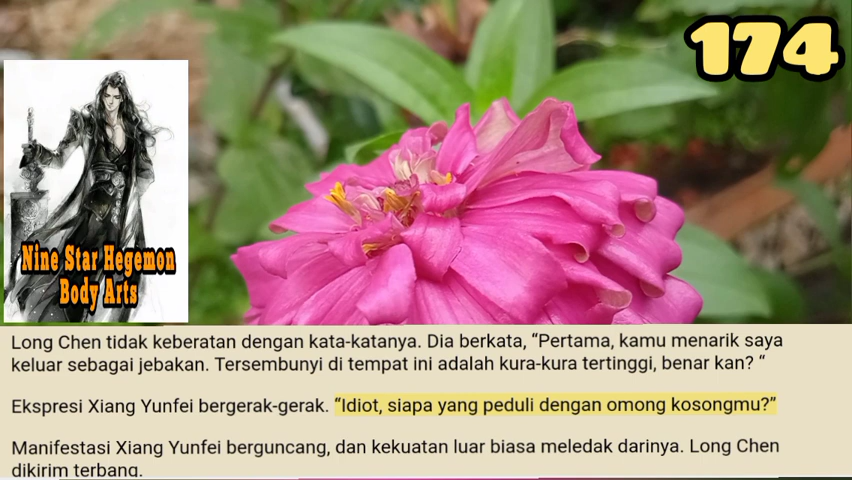 174
Nine Star Hegemon
Body Arts
Long Chen tidak keberatan dengan kata-katanya. Dia berkata, “Pertama, kamu menarik saya
keluar sebagai jebakan. Tersembunyi di tempat ini adalah kura-kura tertinggi, benar kan? “
Ekspresi Xiang Yunfei bergerak-gerak. “Idiot, siapa yang peduli dengan omong kosongmu?”
Manifestasi Xiang Yunfei berguncang, dan kekuatan luar biasa meledak darinya. Long Chen
dikirim terbang.